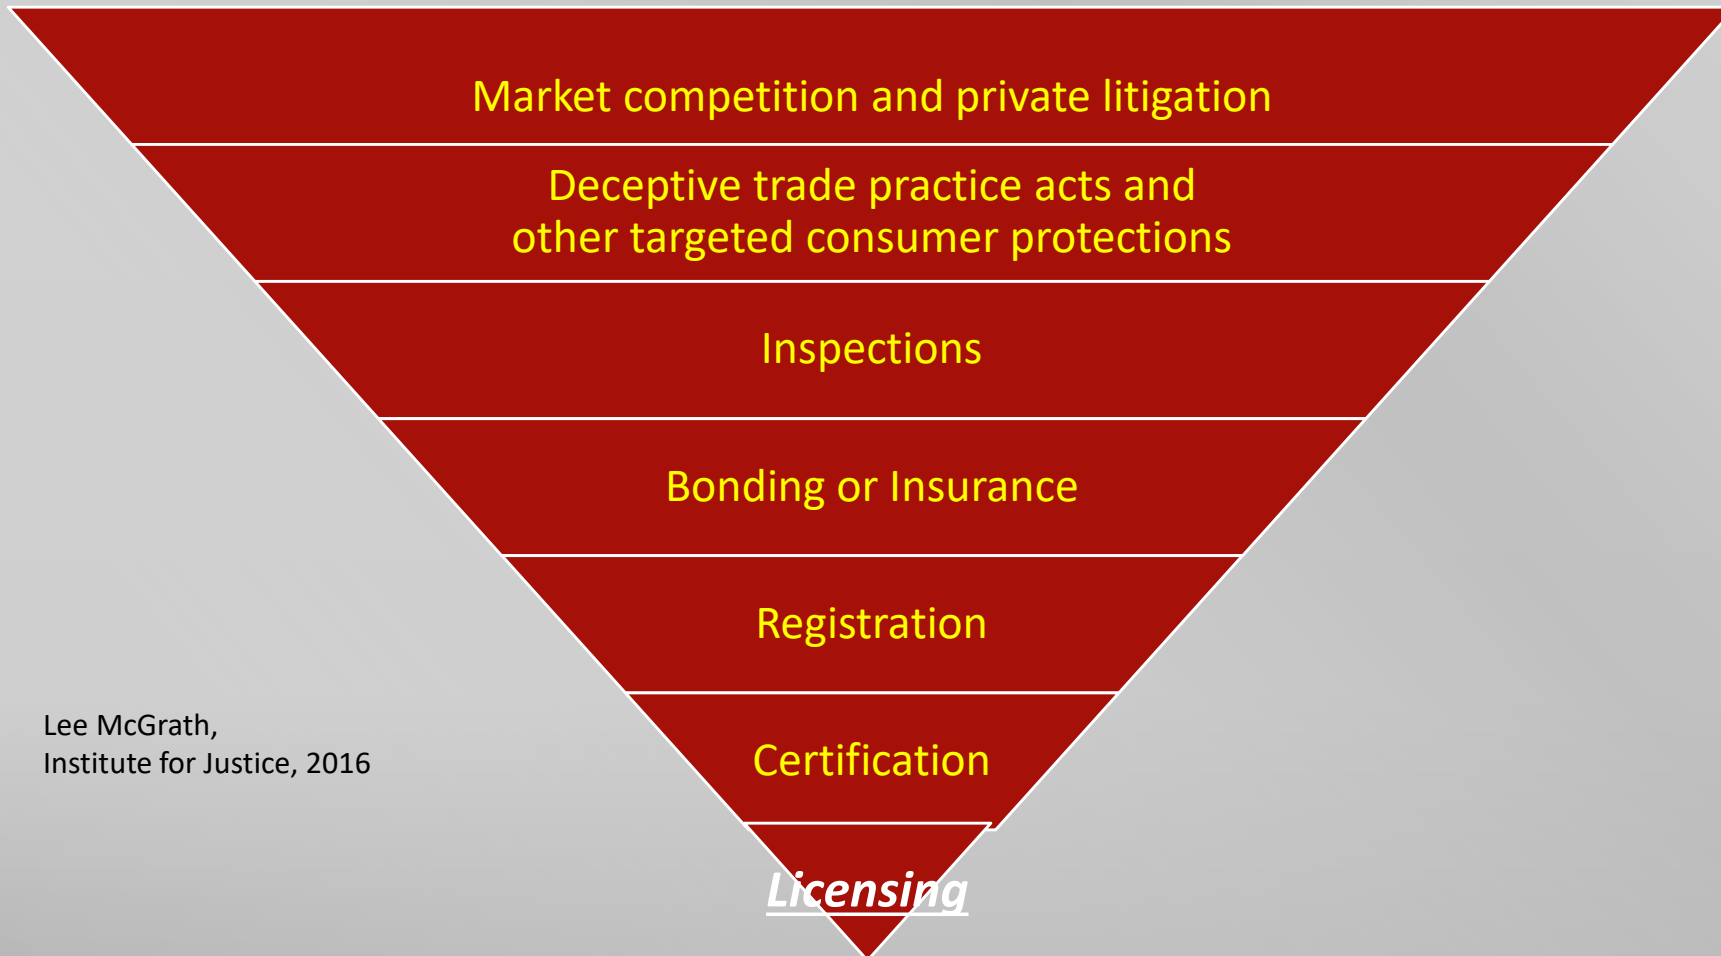 Market competition and private litigation
Deceptive trade practice acts and
other targeted consumer protections
Inspections
Bonding or Insurance
Registration
Certification
Licensing
Lee McGrath,
Institute for Justice, 2016